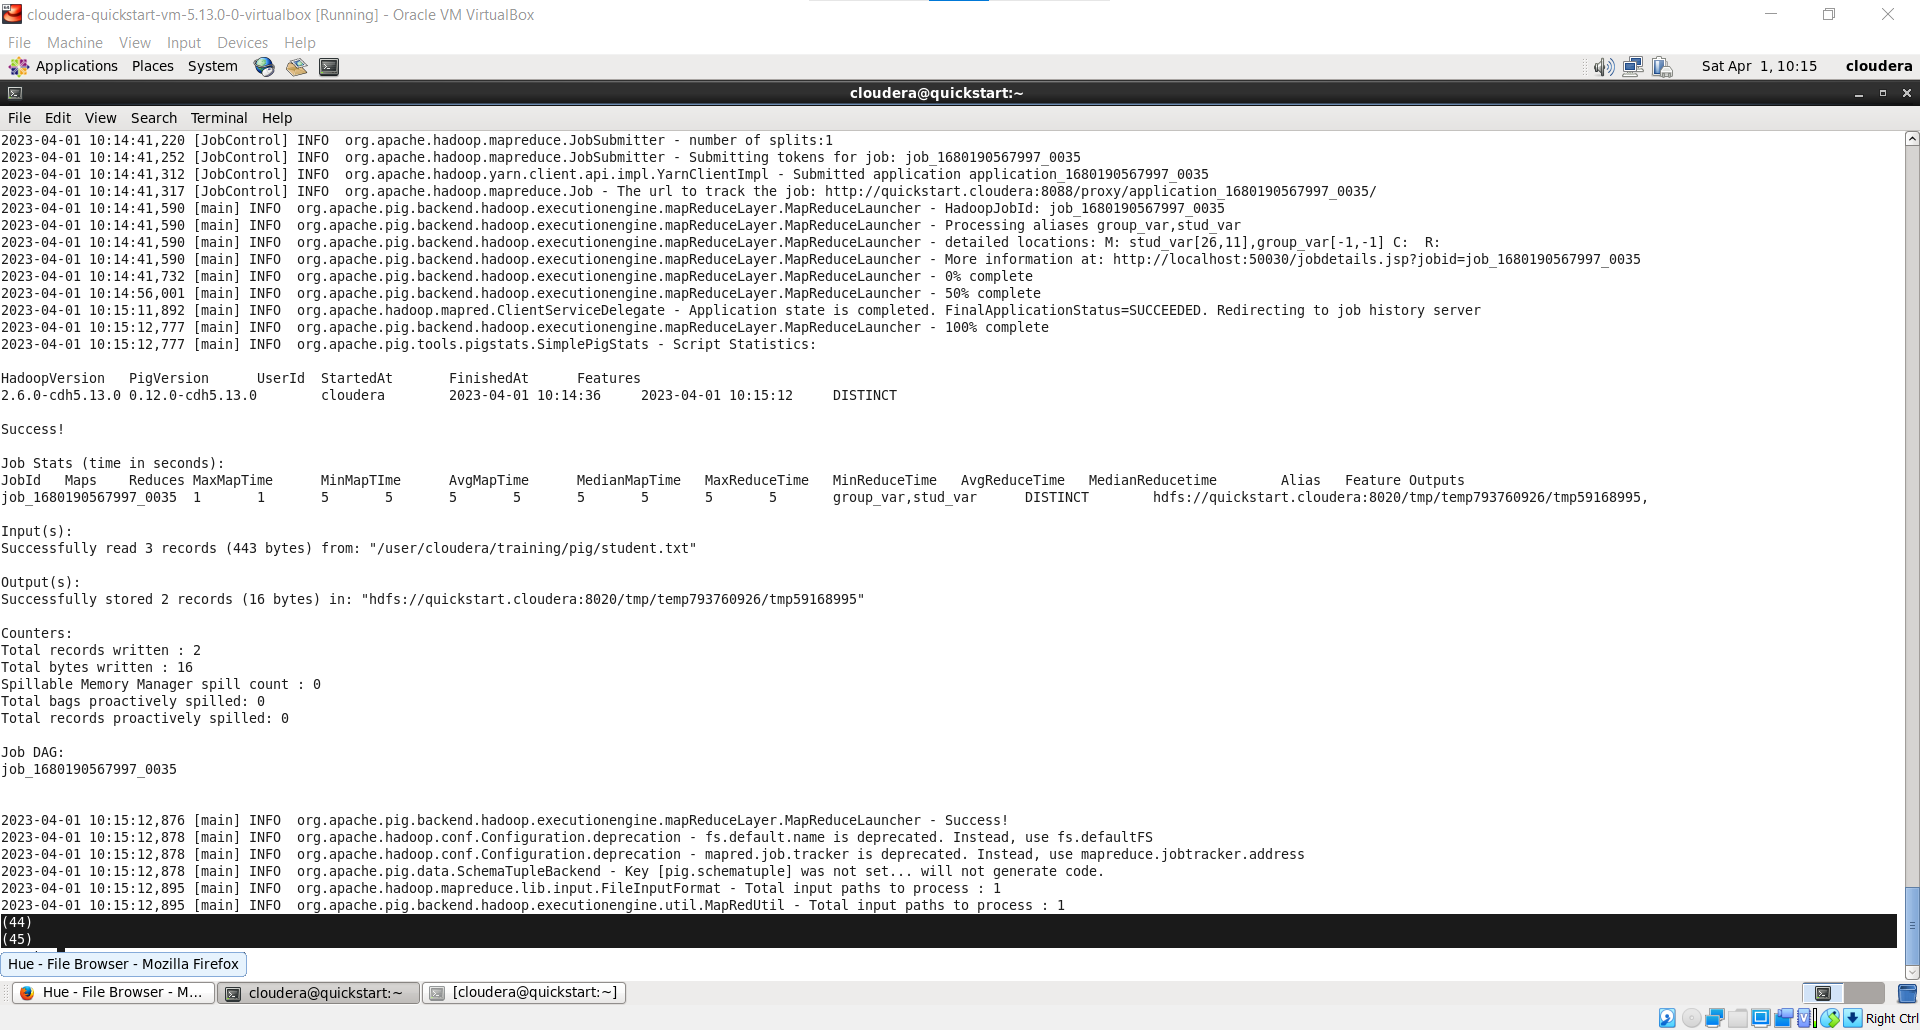 cloudera-quickstart-vm-5.13.0-0-virtualbox [Running] - Oracle VM VirtualBox
File Machine View Input Devices Help
Applications Places System Sat Apr 1, 10:15 cloudera
cloudera@quickstart:~
File Edit View Search Terminal Help
2023-04-01 10:14:41,220 [JobControl] INFO  org.apache.hadoop.mapreduce.JobSubmitter - number of splits:1
2023-04-01 10:14:41,252 [JobControl] INFO  org.apache.hadoop.mapreduce.JobSubmitter - Submitting tokens for job: job_1680190567997_0035
2023-04-01 10:14:41,312 [JobControl] INFO  org.apache.hadoop.yarn.client.api.impl.YarnClientImpl - Submitted application application_1680190567997_0035
2023-04-01 10:14:41,317 [JobControl] INFO  org.apache.hadoop.mapreduce.Job - The url to track the job: http://quickstart.cloudera:8088/proxy/application_1680190567997_0035/
2023-04-01 10:14:41,590 [main] INFO  org.apache.pig.backend.hadoop.executionengine.mapReduceLayer.MapReduceLauncher - HadoopJobId: job_1680190567997_0035
2023-04-01 10:14:41,590 [main] INFO  org.apache.pig.backend.hadoop.executionengine.mapReduceLayer.MapReduceLauncher - Processing aliases group_var,stud_var
2023-04-01 10:14:41,590 [main] INFO  org.apache.pig.backend.hadoop.executionengine.mapReduceLayer.MapReduceLauncher - detailed locations: M: stud_var[26,11],group_var[-1,-1] C:  R:
2023-04-01 10:14:41,590 [main] INFO  org.apache.pig.backend.hadoop.executionengine.mapReduceLayer.MapReduceLauncher - More information at: http://localhost:50030/jobdetails.jsp?jobid=job_1680190567997_0035
2023-04-01 10:14:41,732 [main] INFO  org.apache.pig.backend.hadoop.executionengine.mapReduceLayer.MapReduceLauncher - 0% complete
2023-04-01 10:14:56,001 [main] INFO  org.apache.pig.backend.hadoop.executionengine.mapReduceLayer.MapReduceLauncher - 50% complete
2023-04-01 10:15:11,892 [main] INFO  org.apache.hadoop.mapred.ClientServiceDelegate - Application state is completed. FinalApplicationStatus=SUCCEEDED. Redirecting to job history server
2023-04-01 10:15:12,777 [main] INFO  org.apache.pig.backend.hadoop.executionengine.mapReduceLayer.MapReduceLauncher - 100% complete
2023-04-01 10:15:12,777 [main] INFO  org.apache.pig.tools.pigstats.SimplePigStats - Script Statistics:
HadoopVersion PigVersion UserId StartedAt FinishedAt Features
2.6.0-cdh5.13.0 0.12.0-cdh5.13.0 cloudera 2023-04-01 10:14:36 2023-04-01 10:15:12 DISTINCT
Success!
Job Stats (time in seconds):
JobId Maps Reduces MaxMapTime MinMapTIme AvgMapTime MedianMapTime MaxReduceTime MinReduceTime AvgReduceTime MedianReducetime Alias Feature Outputs
job_1680190567997_0035 1 1 5 5 5 5 5 5 5 5 group_var,stud_var DISTINCT hdfs://quickstart.cloudera:8020/tmp/temp793760926/tmp59168995,
Input(s):
Successfully read 3 records (443 bytes) from: "/user/cloudera/training/pig/student.txt"
Output(s):
Successfully stored 2 records (16 bytes) in: "hdfs://quickstart.cloudera:8020/tmp/temp793760926/tmp59168995"
Counters:
Total records written : 2
Total bytes written : 16
Spillable Memory Manager spill count : 0
Total bags proactively spilled: 0
Total records proactively spilled: 0
Job DAG:
job_1680190567997_0035
2023-04-01 10:15:12,876 [main] INFO  org.apache.pig.backend.hadoop.executionengine.mapReduceLayer.MapReduceLauncher - Success!
2023-04-01 10:15:12,878 [main] INFO  org.apache.hadoop.conf.Configuration.deprecation - fs.default.name is deprecated. Instead, use fs.defaultFS
2023-04-01 10:15:12,878 [main] INFO  org.apache.hadoop.conf.Configuration.deprecation - mapred.job.tracker is deprecated. Instead, use mapreduce.jobtracker.address
2023-04-01 10:15:12,878 [main] INFO  org.apache.pig.data.SchemaTupleBackend - Key [pig.schematuple] was not set... will not generate code.
2023-04-01 10:15:12,895 [main] INFO  org.apache.hadoop.mapreduce.lib.input.FileInputFormat - Total input paths to process : 1
2023-04-01 10:15:12,895 [main] INFO  org.apache.pig.backend.hadoop.executionengine.util.MapRedUtil - Total input paths to process : 1
(44)
(45)
Hue - File Browser - Mozilla Firefox
Hue - File Browser - M... cloudera@quickstart:~ [cloudera@quickstart:~]
Right Ctrl